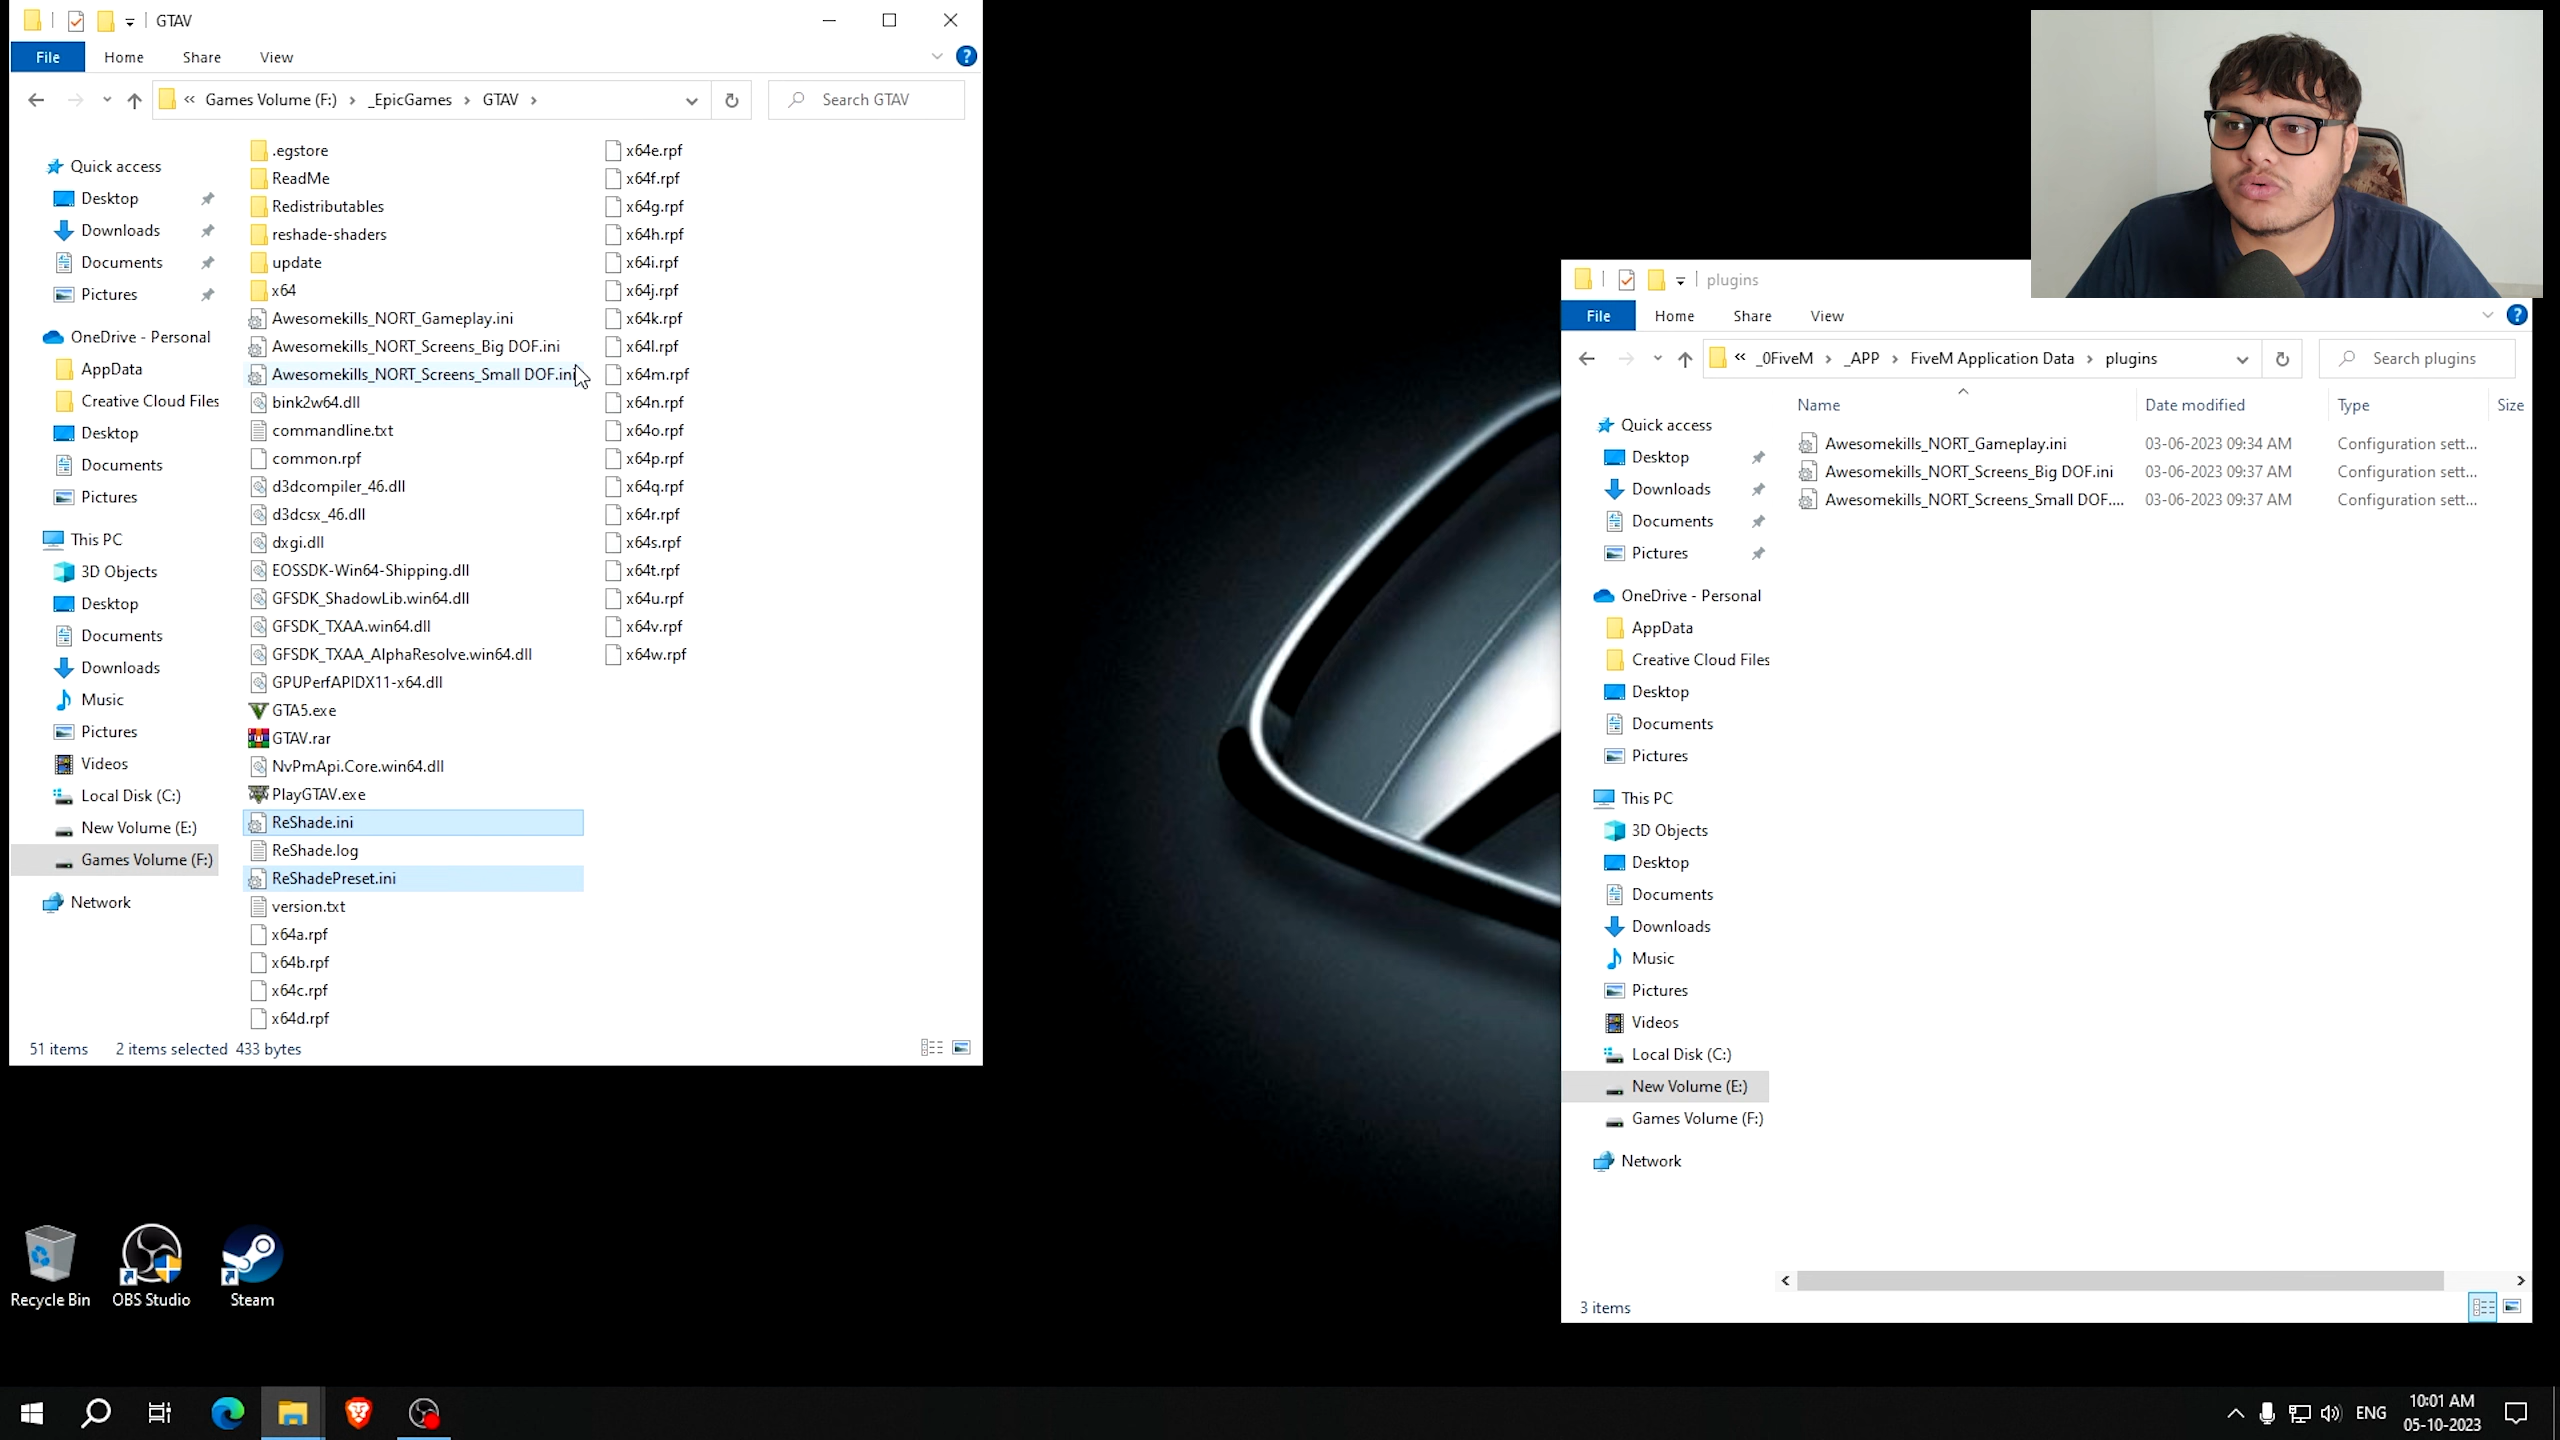 GTAV
File Home Share View
« Games Volume (F:) › _EpicGames › GTAV ›
Search GTAV
Quick access
Desktop
Downloads
Documents
Pictures
OneDrive - Personal
AppData
Creative Cloud Files
Desktop
Documents
Pictures
This PC
3D Objects
Desktop
Documents
Downloads
Music
Pictures
Videos
Local Disk (C:)
New Volume (E:)
Games Volume (F:)
Network
.egstore
ReadMe
Redistributables
reshade-shaders
update
x64
Awesomekills_NORT_Gameplay.ini
Awesomekills_NORT_Screens_Big DOF.ini
Awesomekills_NORT_Screens_Small DOF.ini
bink2w64.dll
commandline.txt
common.rpf
d3dcompiler_46.dll
d3dcsx_46.dll
dxgi.dll
EOSSDK-Win64-Shipping.dll
GFSDK_ShadowLib.win64.dll
GFSDK_TXAA.win64.dll
GFSDK_TXAA_AlphaResolve.win64.dll
GPUPerfAPIDX11-x64.dll
GTA5.exe
GTAV.rar
NvPmApi.Core.win64.dll
PlayGTAV.exe
ReShade.ini
ReShade.log
ReShadePreset.ini
version.txt
x64a.rpf
x64b.rpf
x64c.rpf
x64d.rpf
x64e.rpf
x64f.rpf
x64g.rpf
x64h.rpf
x64i.rpf
x64j.rpf
x64k.rpf
x64l.rpf
x64m.rpf
x64n.rpf
x64o.rpf
x64p.rpf
x64q.rpf
x64r.rpf
x64s.rpf
x64t.rpf
x64u.rpf
x64v.rpf
x64w.rpf
51 items 2 items selected 433 bytes
plugins
File Home Share View
« _0FiveM › _APP › FiveM Application Data › plugins
Search plugins
Name Date modified Type Size
Awesomekills_NORT_Gameplay.ini 03-06-2023 09:34 AM Configuration sett...
Awesomekills_NORT_Screens_Big DOF.ini 03-06-2023 09:37 AM Configuration sett...
Awesomekills_NORT_Screens_Small DOF.... 03-06-2023 09:37 AM Configuration sett...
Quick access
Desktop
Downloads
Documents
Pictures
OneDrive - Personal
AppData
Creative Cloud Files
Desktop
Documents
Pictures
This PC
3D Objects
Desktop
Documents
Downloads
Music
Pictures
Videos
Local Disk (C:)
New Volume (E:)
Games Volume (F:)
Network
3 items
Recycle Bin
OBS Studio
Steam
ENG
10:01 AM
05-10-2023